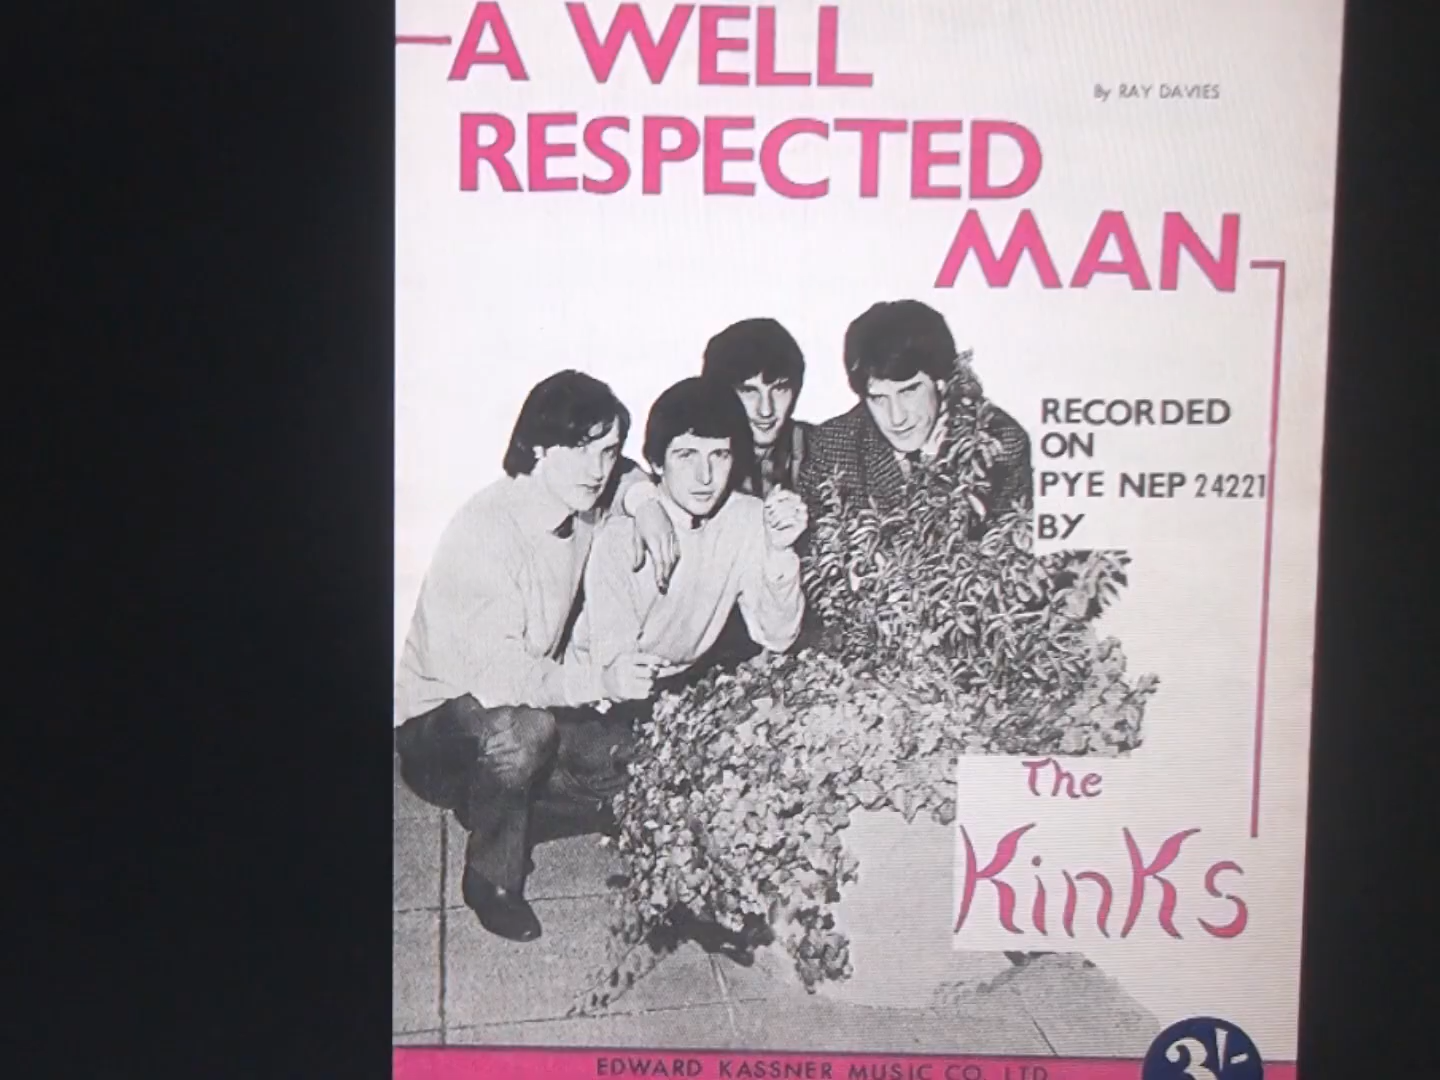 A WELL
By RAY DAVIES
RESPECTED
MAN
RECORDED
ON
PYE NEP 24221
BY
The
Kinks
3/-
EDWARD KASSNER MUSIC CO. LTD